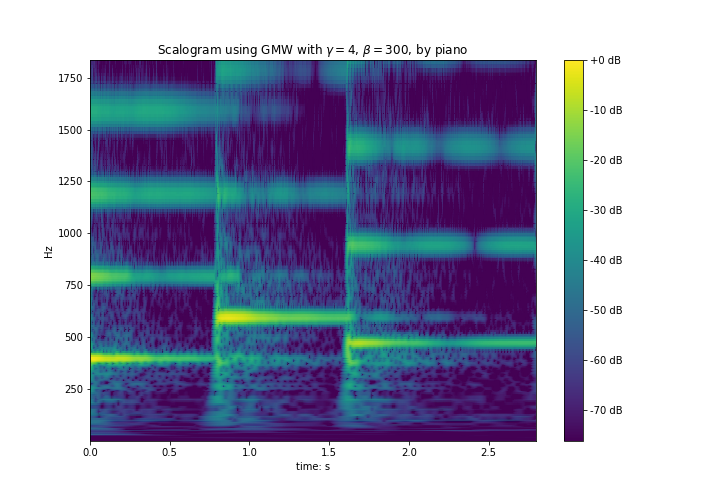 Scalogram using GMW with γ = 4, β = 300, by piano
Hz
1750
1500
1250
1000
750
500
250
0.0 0.5 1.0 1.5 2.0 2.5
time: s
+0 dB
-10 dB
-20 dB
-30 dB
-40 dB
-50 dB
-60 dB
-70 dB